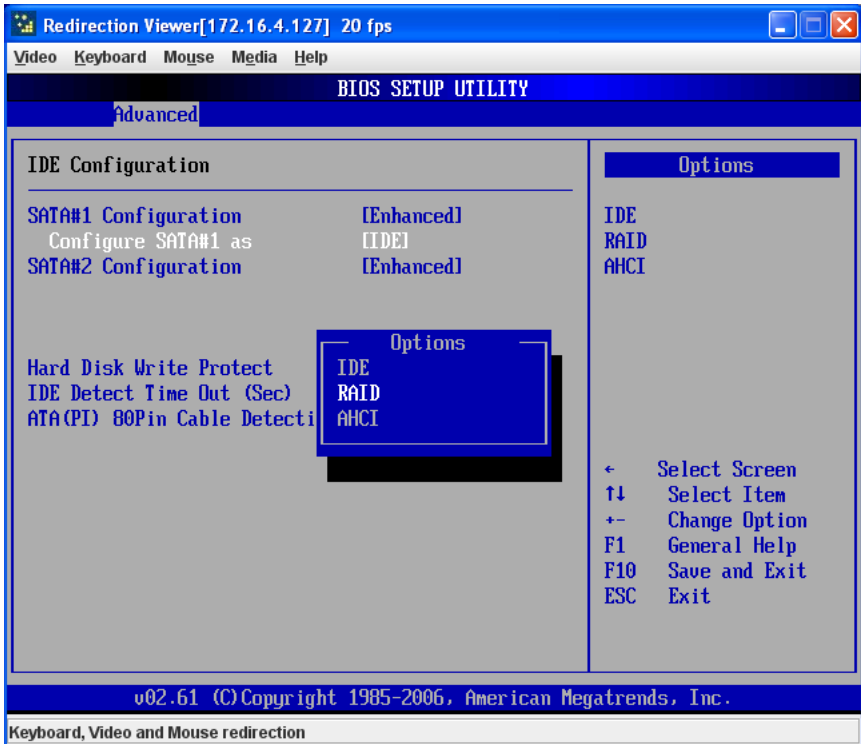 Redirection Viewer[172.16.4.127] 20 fps
Video Keyboard Mouse Media Help
BIOS SETUP UTILITY
Advanced
IDE Configuration
SATA#1 Configuration [Enhanced]
Configure SATA#1 as [IDE]
SATA#2 Configuration [Enhanced]
Hard Disk Write Protect
IDE Detect Time Out (Sec)
ATA(PI) 80Pin Cable Detecti
Options
IDE
RAID
AHCI
Options
IDE
RAID
AHCI
← Select Screen
↑↓ Select Item
+- Change Option
F1 General Help
F10 Save and Exit
ESC Exit
v02.61 (C)Copyright 1985-2006, American Megatrends, Inc.
Keyboard, Video and Mouse redirection